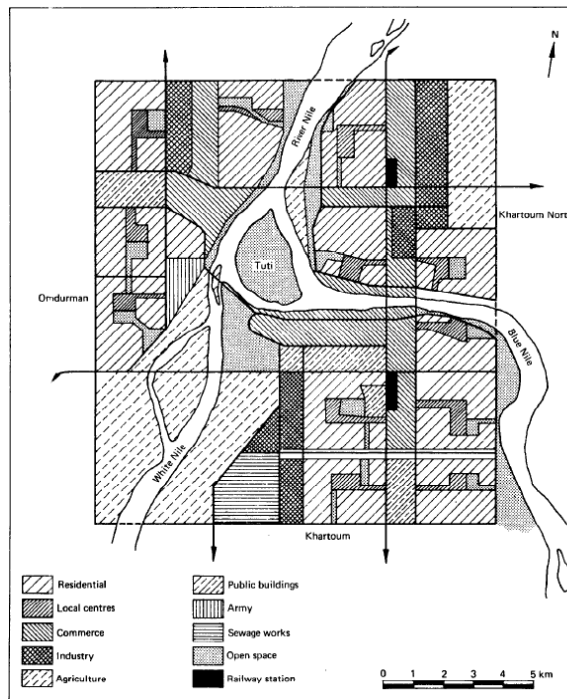 N
River Nile
Khartoum North
Tuti
Omdurman
Blue Nile
White Nile
Khartoum
Residential
Local centres
Commerce
Industry
Agriculture
Public buildings
Army
Sewage works
Open space
Railway station
0 1 2 3 4 5 km